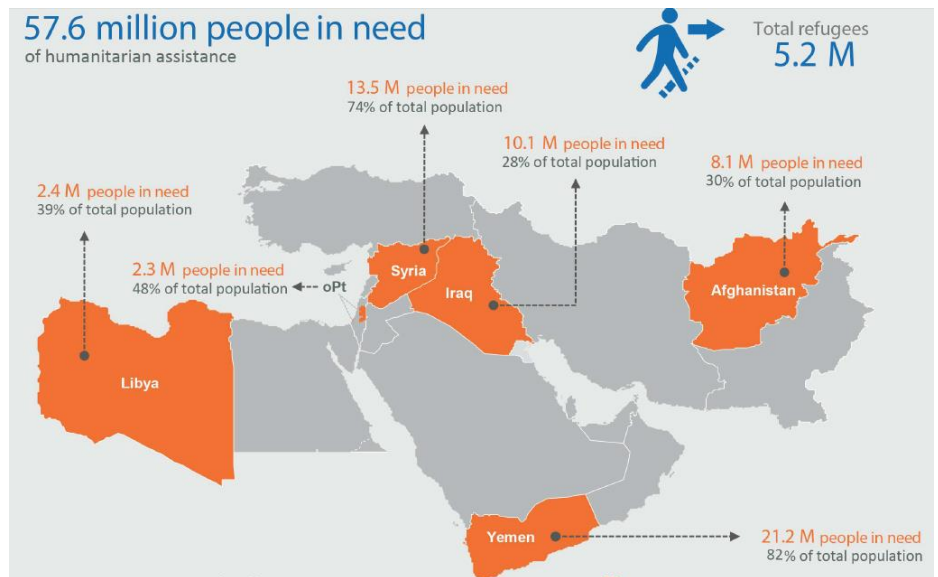 57.6 million people in need
of humanitarian assistance
Total refugees
5.2 M
13.5 M people in need
74% of total population
10.1 M people in need
28% of total population
8.1 M people in need
30% of total population
2.4 M people in need
39% of total population
2.3 M people in need
48% of total population
oPt
Syria
Iraq
Afghanistan
Libya
Yemen
21.2 M people in need
82% of total population